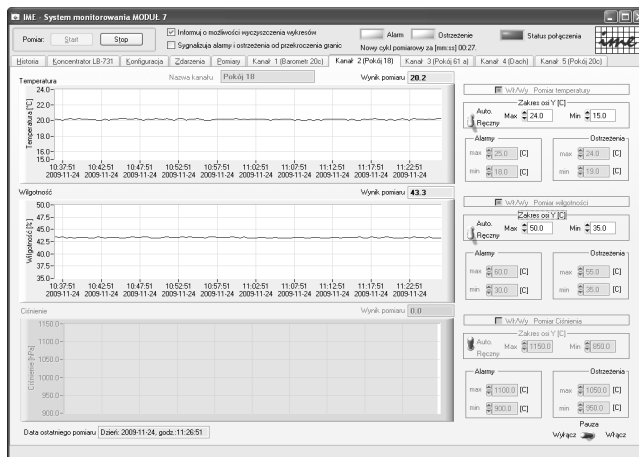 IME - System monitorowania MODUŁ 7
Pomiar: Start Stop
Informuj o możliwości wyczyszczenia wykresów
Sygnalizuja alarmy i ostrzeżenia od przekroczenia granic
Alarm Ostrzeżenie
Nowy cykl pomiarowy za [mm:ss] 00:27.
Status połączenia
ime
Historia Koncentrator LB-731 Konfiguracja Zdarzenia Pomiary Kanał 1 (Barometr 20c) Kanał 2 (Pokój 18) Kanał 3 (Pokój 61 a) Kanał 4 (Dach) Kanał 5 (Pokój 20c)
Temperatura Nazwa kanału Pokój 18 Wynik pomiaru 20.2
Temperatura [°C]
24.0
22.0
20.0
18.0
16.0
15.0
10:37:51 10:42:51 10:47:51 10:52:51 10:57:51 11:02:51 11:07:51 11:12:51 11:17:51 11:22:51
2009-11-24 2009-11-24 2009-11-24 2009-11-24 2009-11-24 2009-11-24 2009-11-24 2009-11-24 2009-11-24 2009-11-24
Wł/Wy Pomiar temperatury
Zakres osi Y [C]
Auto. Ręczny Max 24.0 Min 15.0
Alarmy Ostrzeżenia
max 25.0 [C] max 24.0 [C]
min 18.0 [C] min 19.0 [C]
Wilgotność Wynik pomiaru 43.3
Wilgotność [%]
50.0
47.5
45.0
42.5
40.0
37.5
35.0
10:37:51 10:42:51 10:47:51 10:52:51 10:57:51 11:02:51 11:07:51 11:12:51 11:17:51 11:22:51
2009-11-24 2009-11-24 2009-11-24 2009-11-24 2009-11-24 2009-11-24 2009-11-24 2009-11-24 2009-11-24 2009-11-24
Wł/Wy Pomiar wilgotności
Zakres osi Y [C]
Auto. Ręczny Max 50.0 Min 35.0
Alarmy Ostrzeżenia
max 60.0 [C] max 55.0 [C]
min 30.0 [C] min 35.0 [C]
Ciśnienie Wynik pomiaru 0.0
Ciśnienie [hPa]
1150.0
1100.0
1050.0
1000.0
950.0
900.0
Wł/Wy Pomiar Ciśnienia
Zakres osi Y [C]
Auto. Ręczny Max 1150.0 Min 850.0
Alarmy Ostrzeżenia
max 1100.0 [C] max 1050.0 [C]
min 900.0 [C] min 950.0 [C]
Data ostatniego pomiaru Dzień: 2009-11-24, godz.:11:26:51
Pauza
Wyłącz Włącz